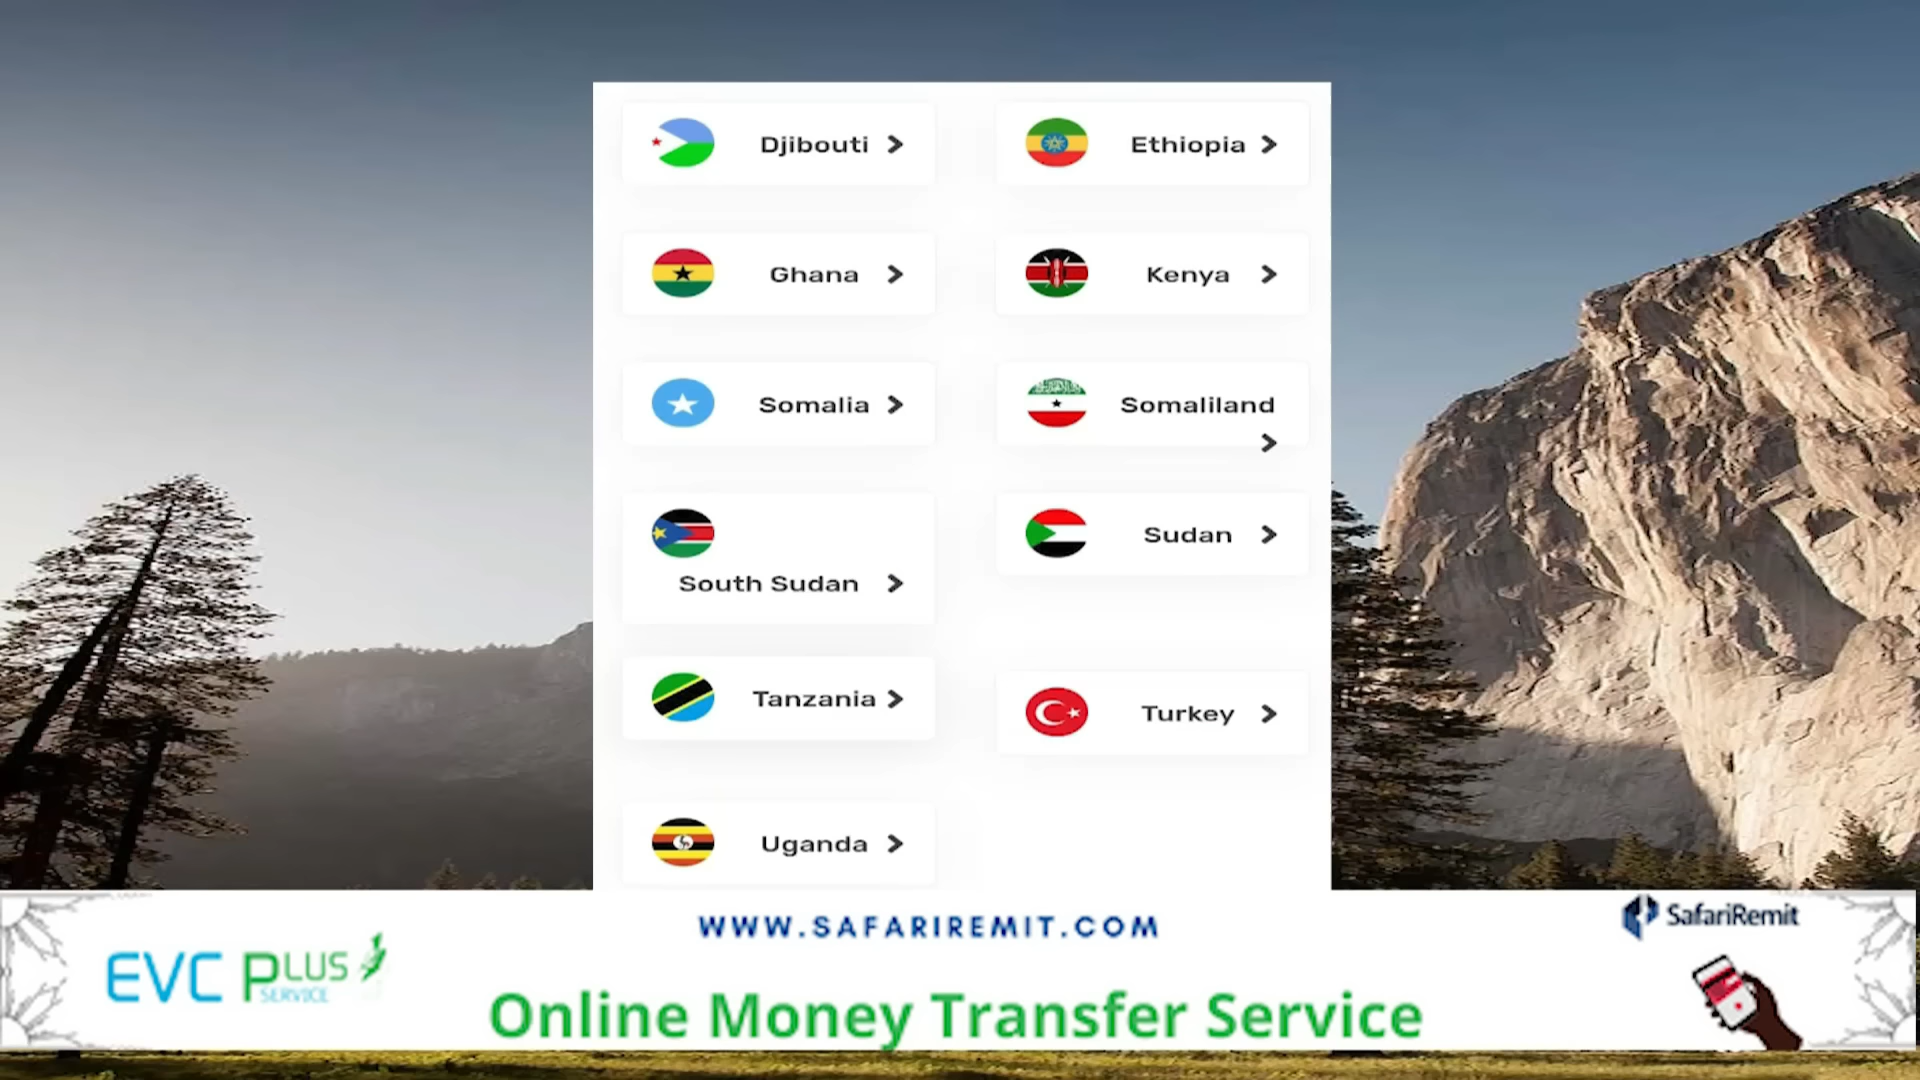 Djibouti
Ethiopia
Ghana
Kenya
Somalia
Somaliland
South Sudan
Sudan
Tanzania
Turkey
Uganda
WWW.SAFARIREMIT.COM
SafariRemit
EVC PLUS
SERVICE
Online Money Transfer Service